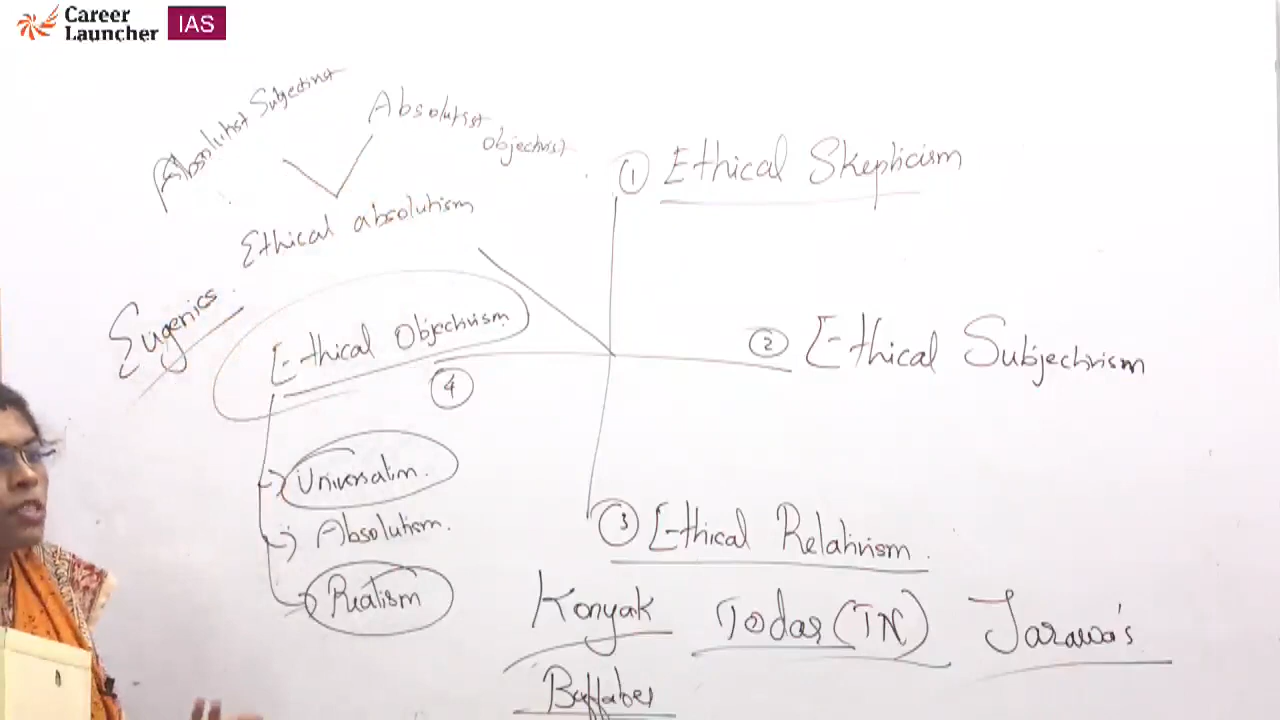 Career
Launcher
IAS
Absolutist Subjectivist
Absolutist
Objectivist
Ethical absolutism
Eugenics.
① Ethical Skepticism
② Ethical Subjectivism
Ethical Objectivism
④
Universalim.
Absolutism.
Realism
③ Ethical Relativism.
Konyak
Todas (TN)
Jarawa's